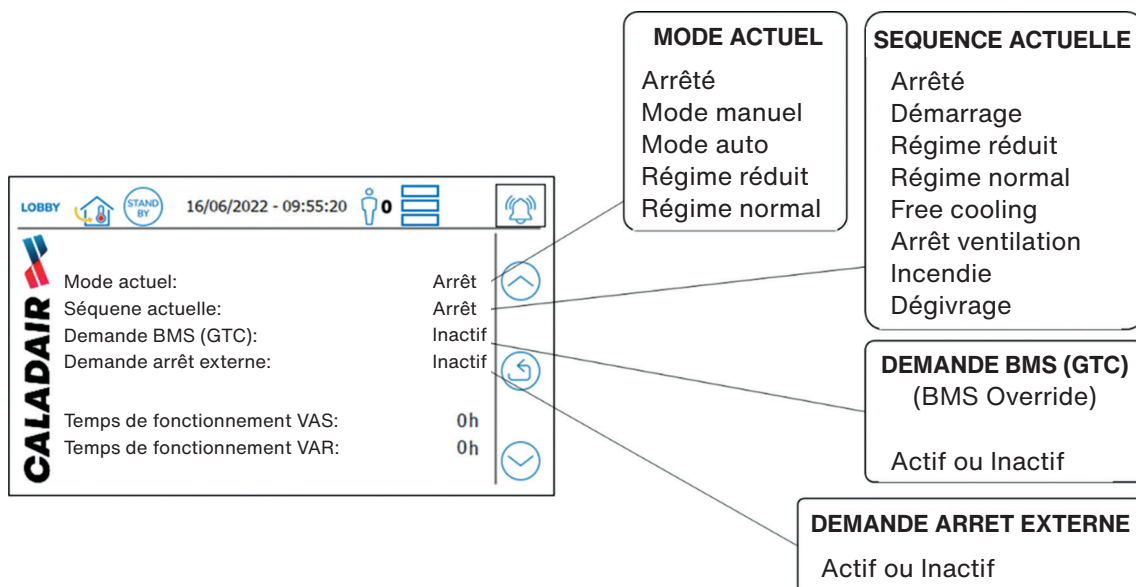 MODE ACTUEL
Arrêté
Mode manuel
Mode auto
Régime réduit
Régime normal
SEQUENCE ACTUELLE
Arrêté
Démarrage
Régime réduit
Régime normal
Free cooling
Arrêt ventilation
Incendie
Dégivrage
LOBBY STAND BY 16/06/2022 - 09:55:20 0
CALADAIR
Mode actuel: Arrêt
Séquene actuelle: Arrêt
Demande BMS (GTC): Inactif
Demande arrêt externe: Inactif
Temps de fonctionnement VAS: 0h
Temps de fonctionnement VAR: 0h
DEMANDE BMS (GTC)
(BMS Override)
Actif ou Inactif
DEMANDE ARRET EXTERNE
Actif ou Inactif